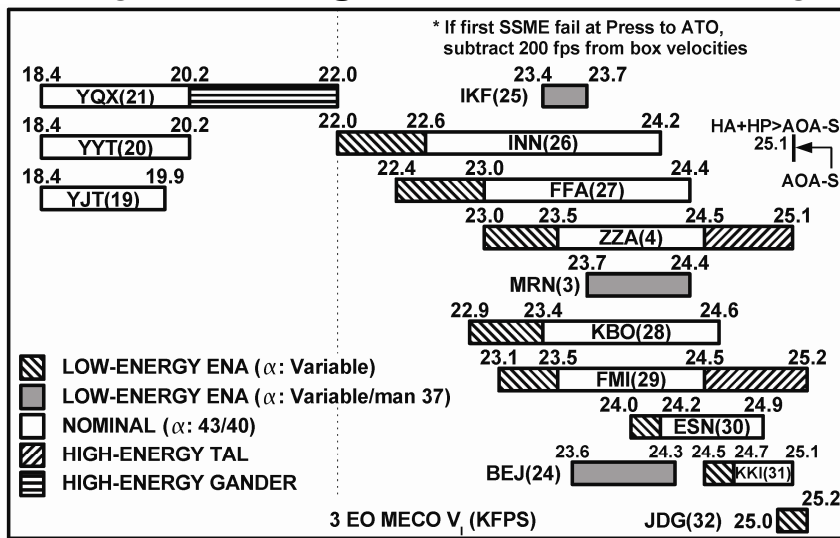 * If first SSME fail at Press to ATO,
subtract 200 fps from box velocities
18.4 20.2 22.0
YQX(21)
23.4 23.7
IKF(25)
18.4 20.2
YYT(20)
22.0 22.6 24.2
INN(26)
HA+HP>AOA-S
25.1
AOA-S
18.4 19.9
YJT(19)
22.4 23.0 24.4
FFA(27)
23.0 23.5 24.5 25.1
ZZA(4)
23.7 24.4
MRN(3)
22.9 23.4 24.6
KBO(28)
23.1 23.5 24.5 25.2
FMI(29)
24.0 24.2 24.9
ESN(30)
23.6 24.3 24.5 24.7 25.1
BEJ(24) KKI(31)
25.2
JDG(32) 25.0
LOW-ENERGY ENA (α: Variable)
LOW-ENERGY ENA (α: Variable/man 37)
NOMINAL (α: 43/40)
HIGH-ENERGY TAL
HIGH-ENERGY GANDER
3 EO MECO VI (KFPS)